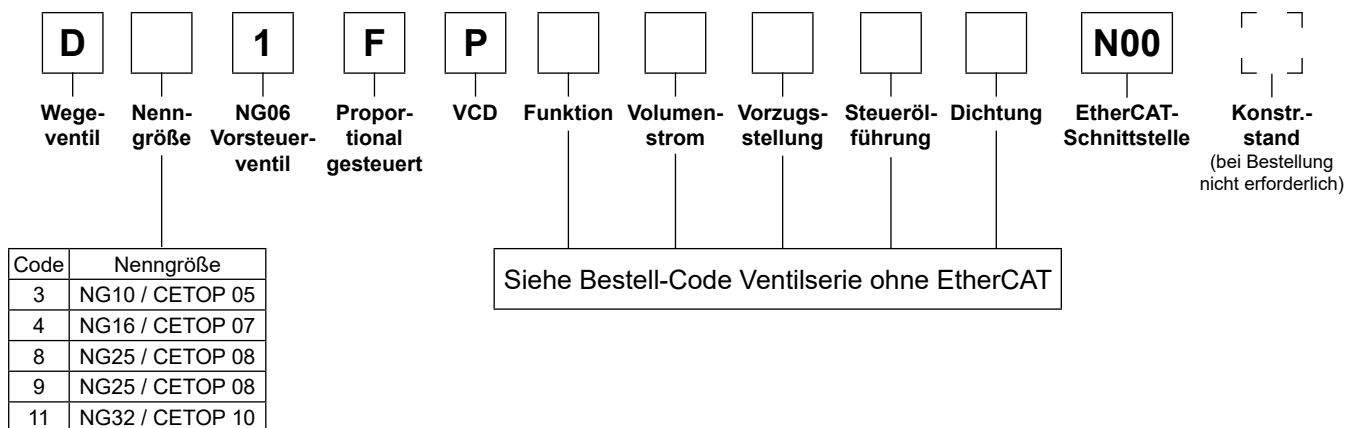 D 1 F P N00
Wege-
ventil
Nenn-
größe
NG06
Vorsteuer-
ventil
Propor-
tional
gesteuert
VCD
Funktion
Volumen-
strom
Vorzugs-
stellung
Steueröl-
führung
Dichtung
EtherCAT-
Schnittstelle
Konstr.-
stand
(bei Bestellung
nicht erforderlich)
Siehe Bestell-Code Ventilserie ohne EtherCAT
Code Nenngröße
3 NG10 / CETOP 05
4 NG16 / CETOP 07
8 NG25 / CETOP 08
9 NG25 / CETOP 08
11 NG32 / CETOP 10